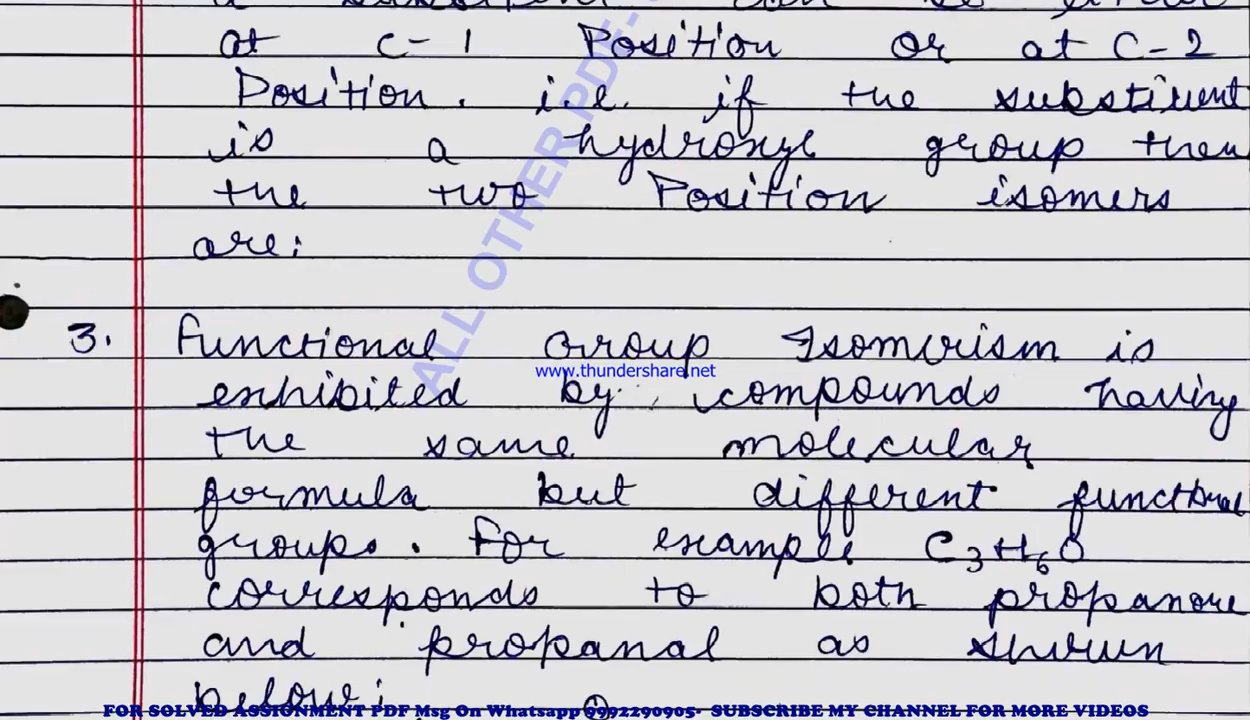 at C-1 Position or at C-2
Position. i.e. if the substituent
is a hydroxyl group then
the two Position isomers
are:
3. Functional Group Isomerism is
www.thundershare.net
exhibited by compounds having
the same molecular
formula but different functional
groups. For example C₃H₆O
corresponds to both propanone
and propanal as shown
below:
ALL OTHER PDF-
FOR SOLVED ASSIGNMENT PDF Msg On Whatsapp 9992290905- SUBSCRIBE MY CHANNEL FOR MORE VIDEOS